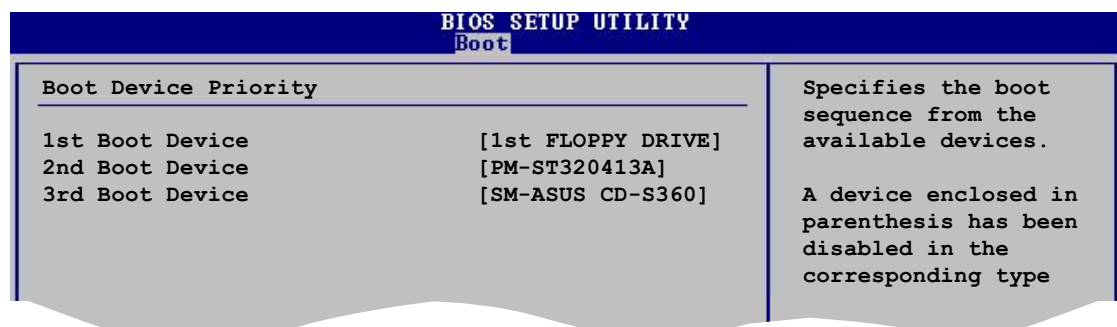 BIOS SETUP UTILITY
Boot
Boot Device Priority
1st Boot Device [1st FLOPPY DRIVE]
2nd Boot Device [PM-ST320413A]
3rd Boot Device [SM-ASUS CD-S360]
Specifies the boot
sequence from the
available devices.
A device enclosed in
parenthesis has been
disabled in the
corresponding type